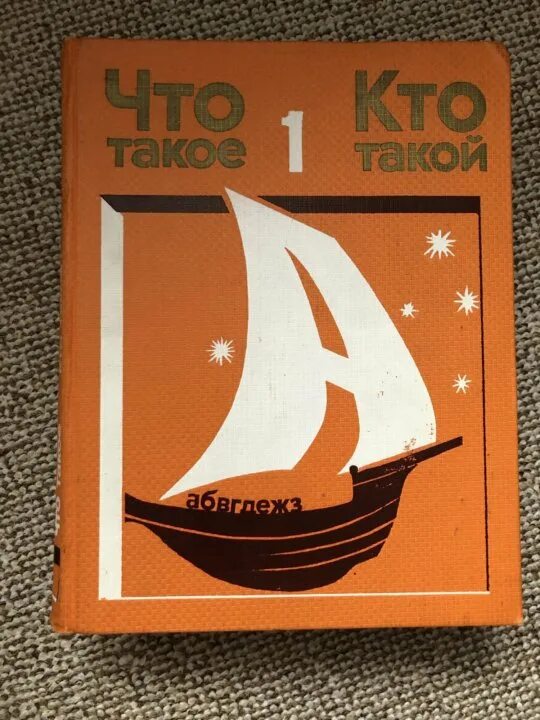 Что
такое
1
Кто
такой
А
абвгдежз